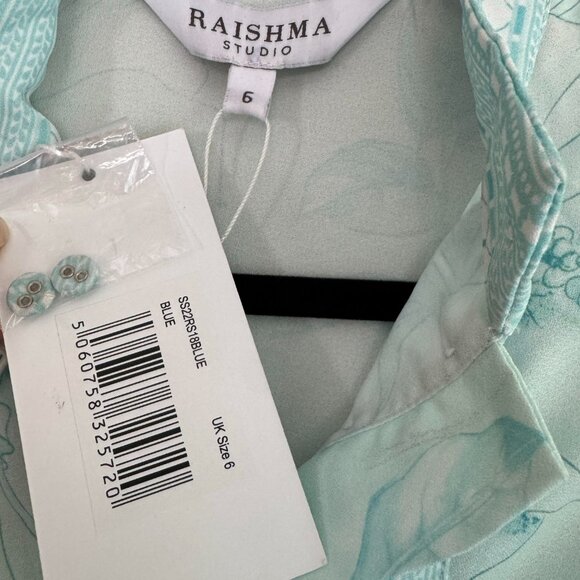 RAISHMA
STUDIO
6
SS22RS18BLUE
BLUE
UK Size 6
5060758325720